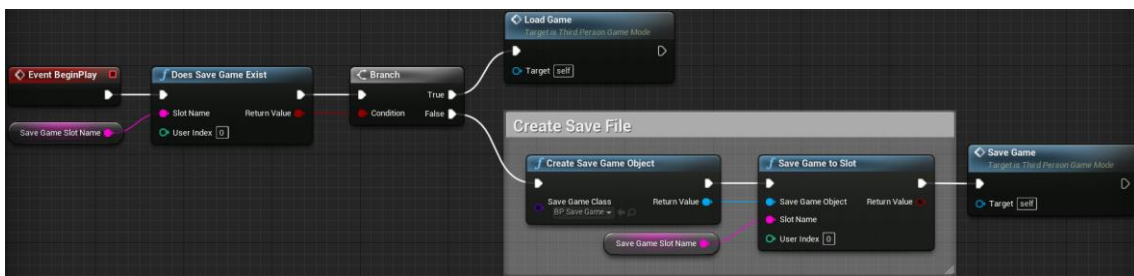 Load Game
Target is Third Person Game Mode
Target self
Event BeginPlay
Does Save Game Exist
Slot Name
Return Value
User Index 0
Save Game Slot Name
Branch
True
Condition
False
Create Save File
Create Save Game Object
Save Game Class
BP Save Game
Return Value
Save Game Slot Name
Save Game to Slot
Save Game Object
Return Value
Slot Name
User Index 0
Save Game
Target is Third Person Game Mode
Target self